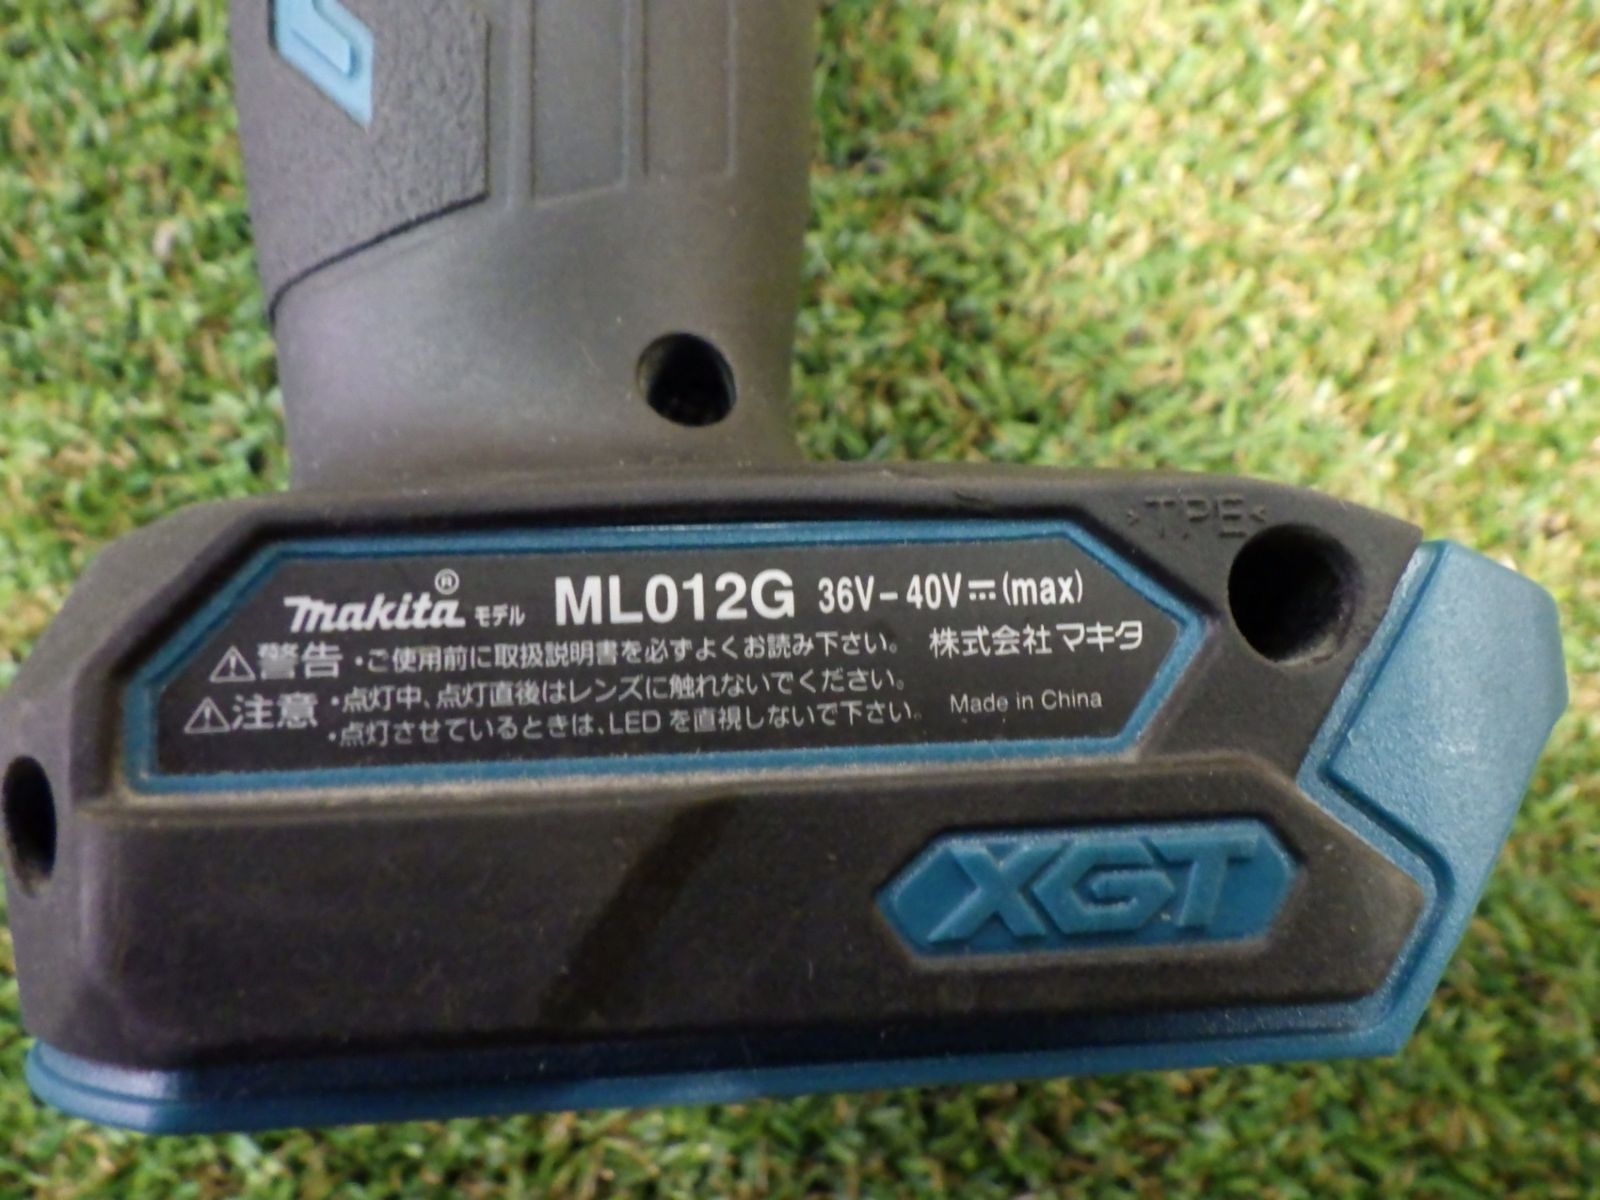 >TPE<
makita® モデル ML012G 36V-40V⎓(max)
⚠警告 ・ご使用前に取扱説明書を必ずよくお読み下さい。 株式会社マキタ
⚠注意 ・点灯中、点灯直後はレンズに触れないでください。
・点灯させているときは、LEDを直視しないで下さい。 Made in China
XGT